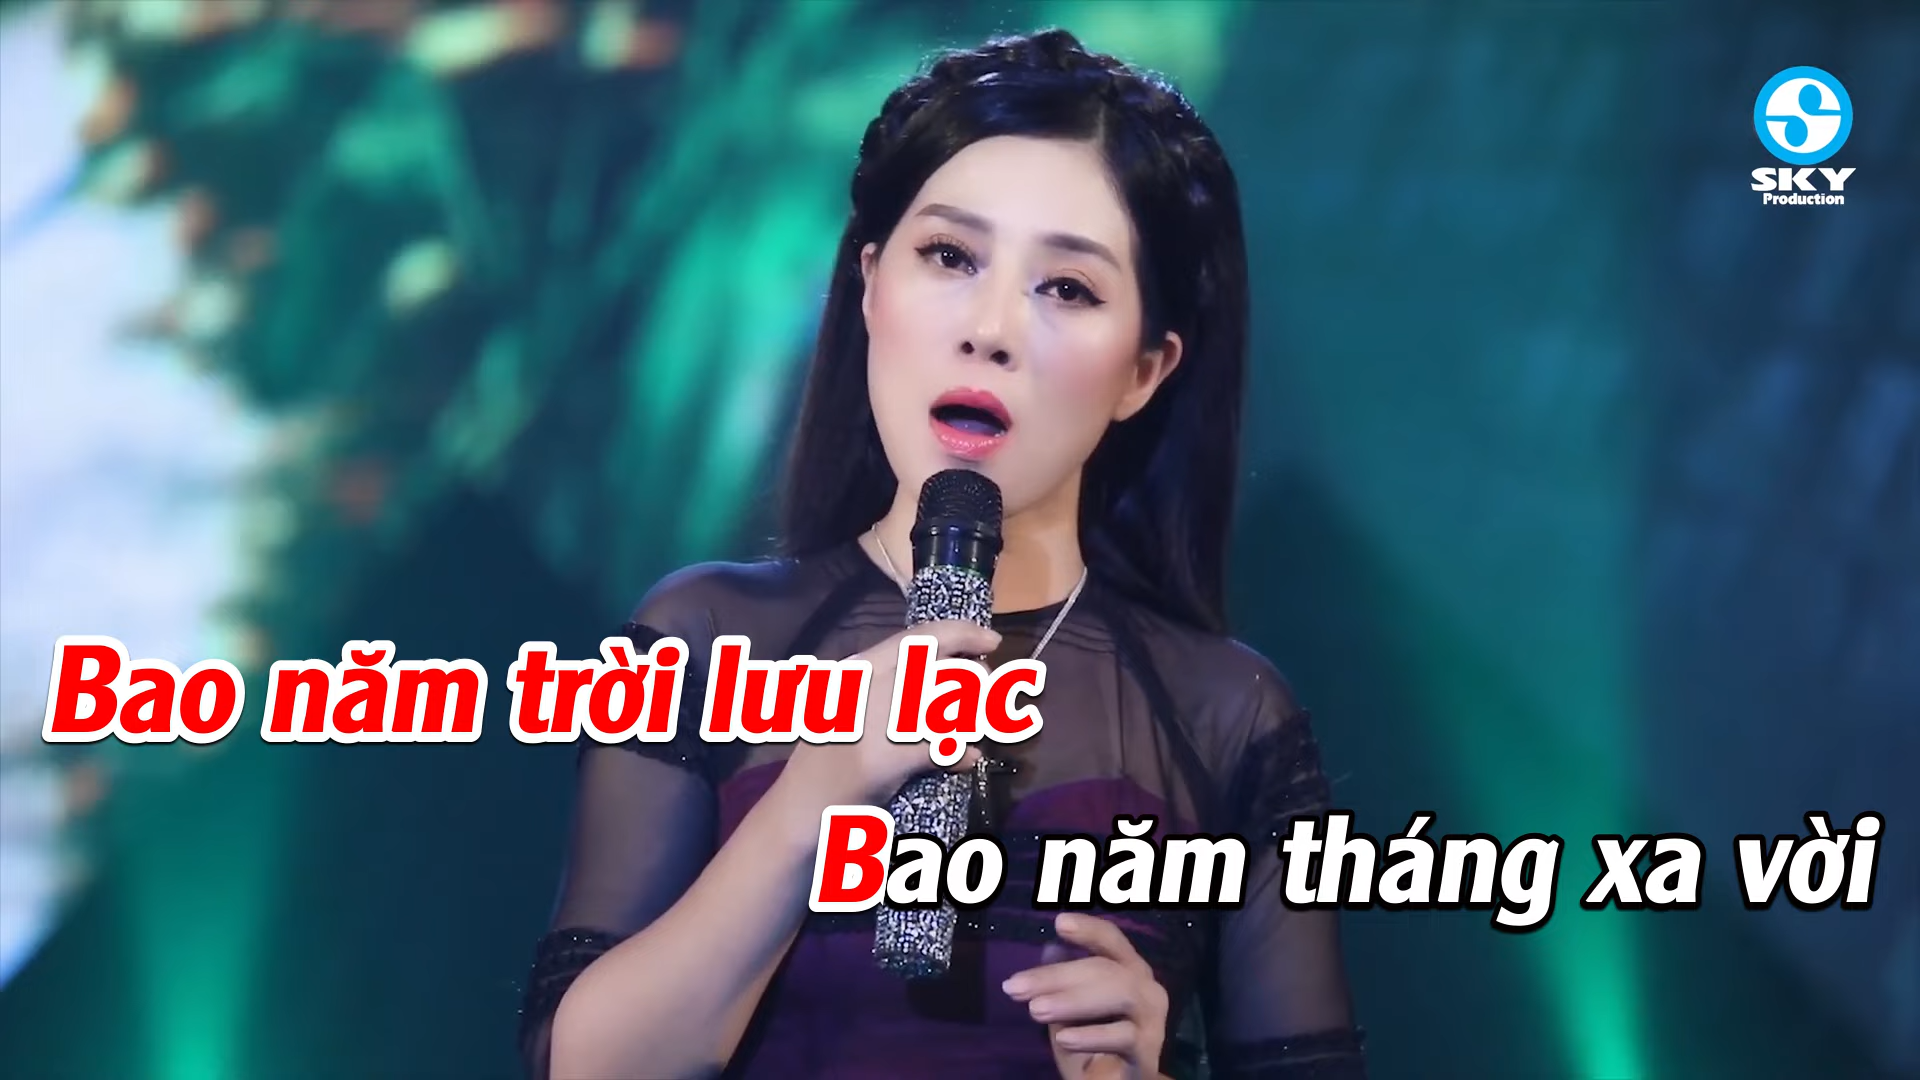 SKY
Production
Bao năm trời lưu lạc
Bao năm tháng xa vời